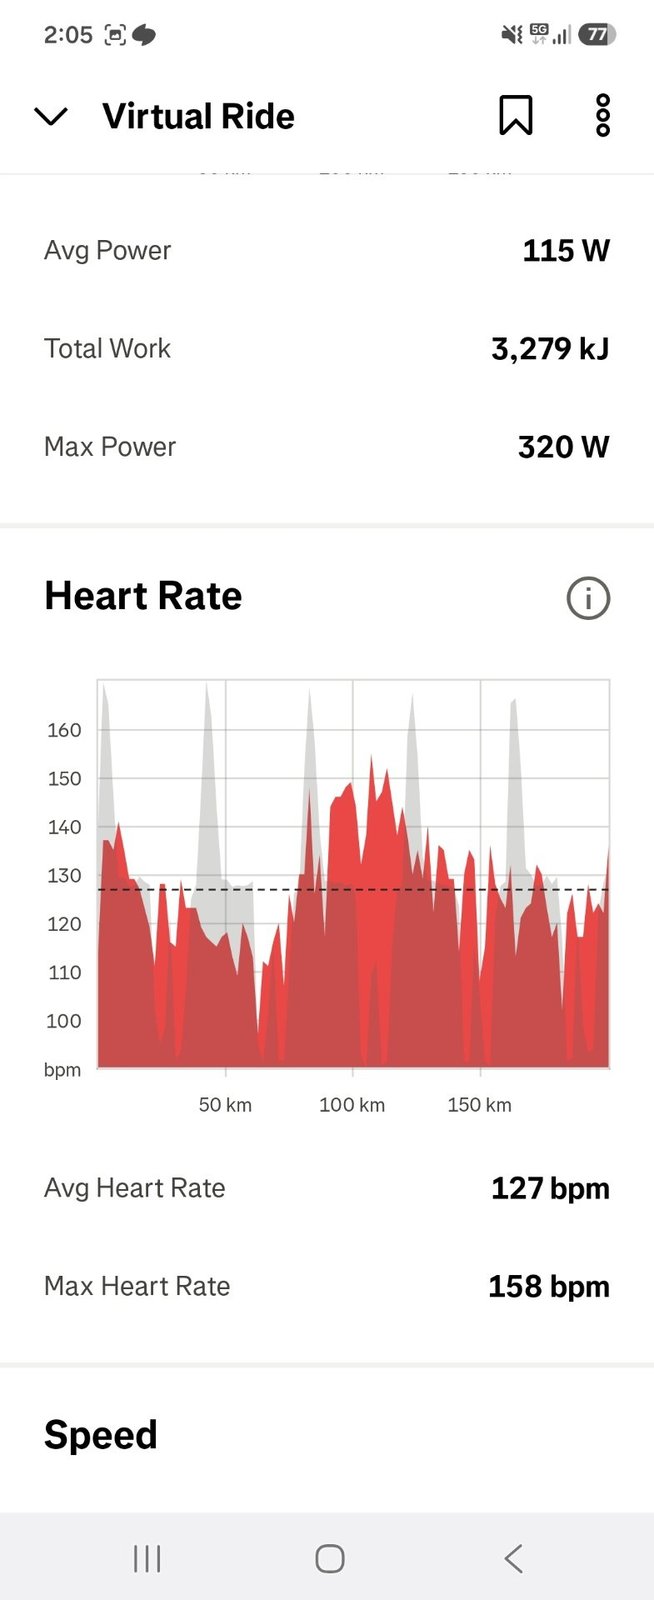 2:05
5G
77
Virtual Ride
Avg Power
115 W
Total Work
3,279 kJ
Max Power
320 W
Heart Rate
160
150
140
130
120
110
100
bpm
50 km
100 km
150 km
Avg Heart Rate
127 bpm
Max Heart Rate
158 bpm
Speed